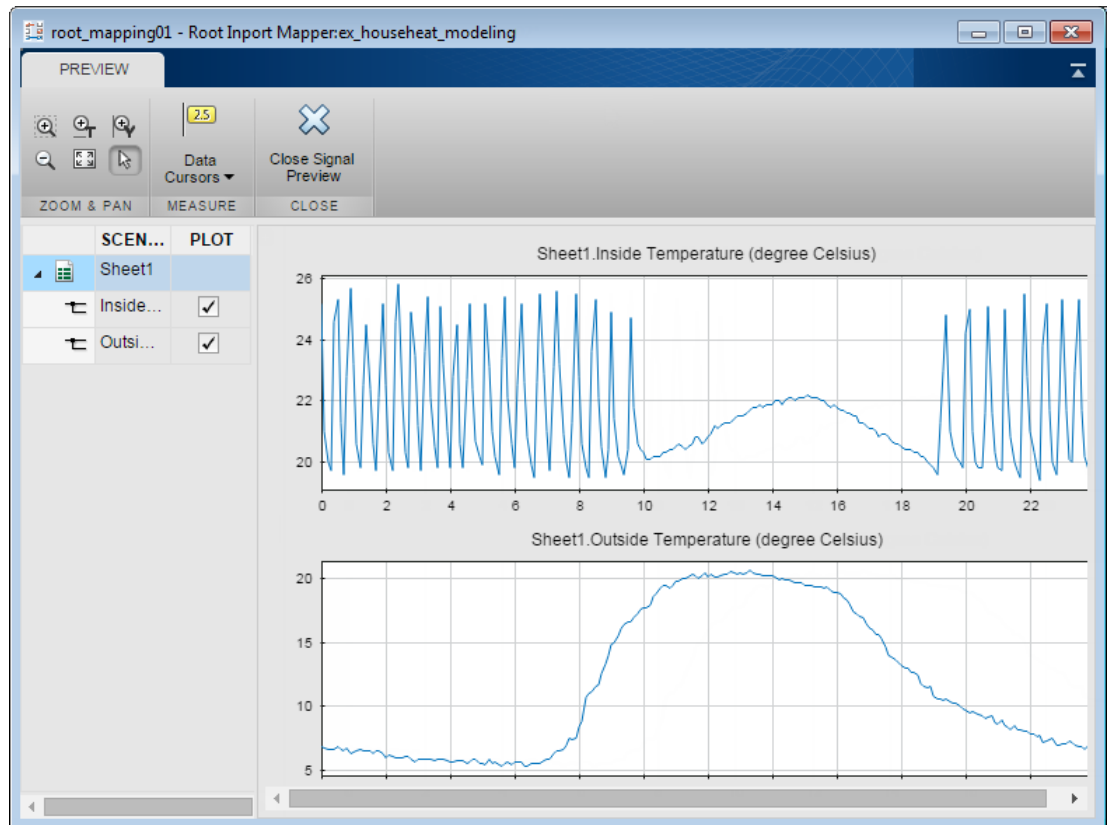 root_mapping01 - Root Inport Mapper:ex_househeat_modeling
PREVIEW
2.5
Data
Cursors
Close Signal
Preview
ZOOM & PAN
MEASURE
CLOSE
SCEN... PLOT
Sheet1
Inside...
Outsi...
Sheet1.Inside Temperature (degree Celsius)
26
24
22
20
0 2 4 6 8 10 12 14 16 18 20 22
Sheet1.Outside Temperature (degree Celsius)
20
15
10
5